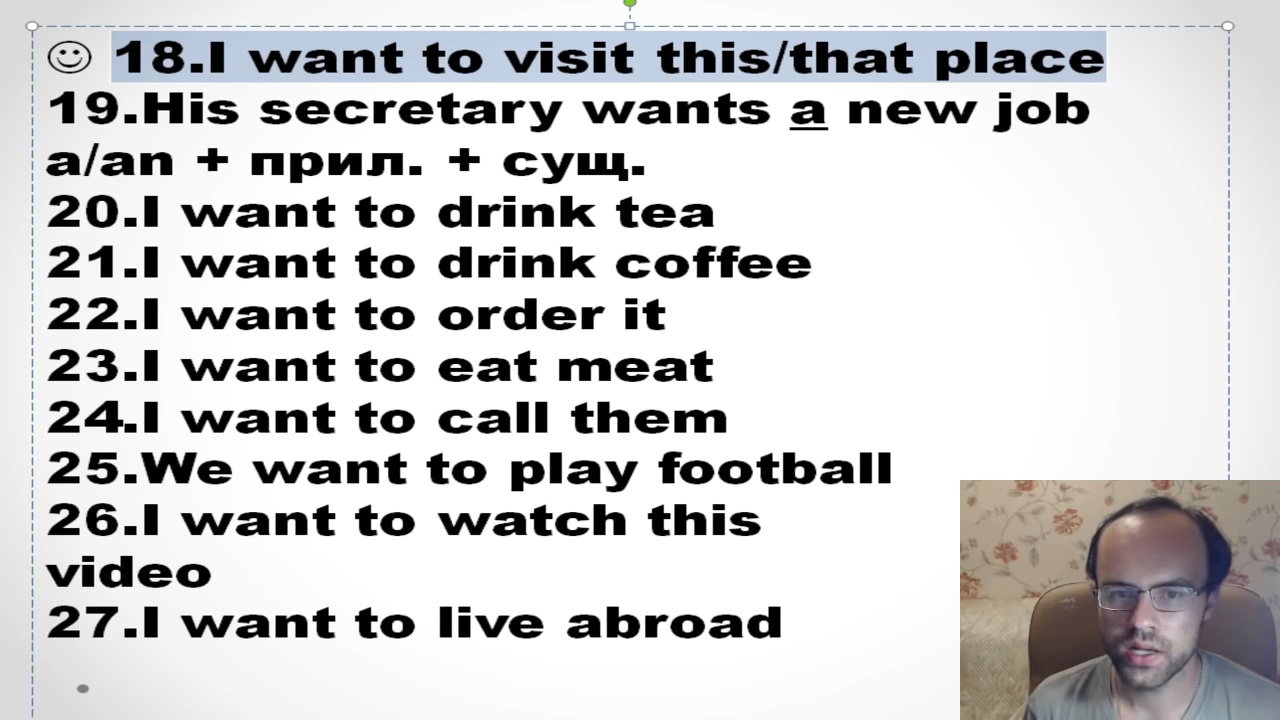 18.I want to visit this/that place
19.His secretary wants a new job
a/an + прил. + сущ.
20.I want to drink tea
21.I want to drink coffee
22.I want to order it
23.I want to eat meat
24.I want to call them
25.We want to play football
26.I want to watch this
video
27.I want to live abroad